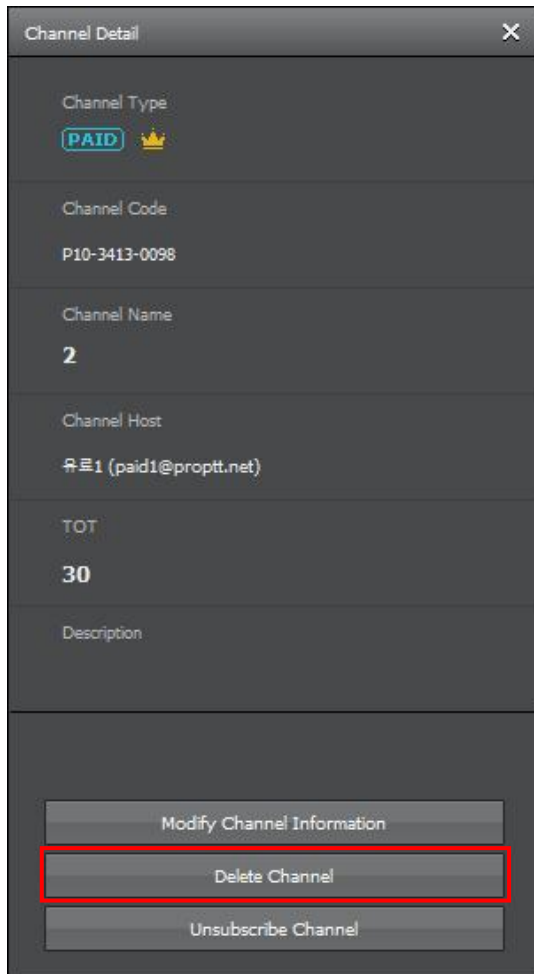 Channel Detail
Channel Type
PAID
Channel Code
P10-3413-0098
Channel Name
2
Channel Host
유료1 (paid1@proptt.net)
TOT
30
Description
Modify Channel Information
Delete Channel
Unsubscribe Channel